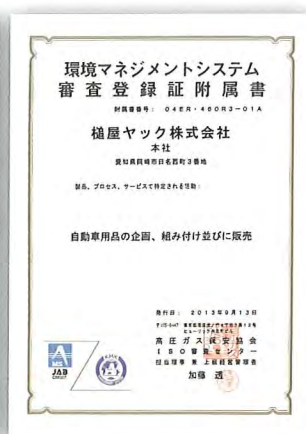 環境マネジメントシステム
審査登録証附属書
附属書番号: 04ER・460R3-01A
槌屋ヤック株式会社
本社
愛知県岡崎市日名西町3番地
製品、プロセス、サービスで特定される活動:
自動車用品の企画、組み付け並びに販売
発行日: 2013年9月13日
高圧ガス保安協会
ISO審査センター
加藤 透
JAB
KHK